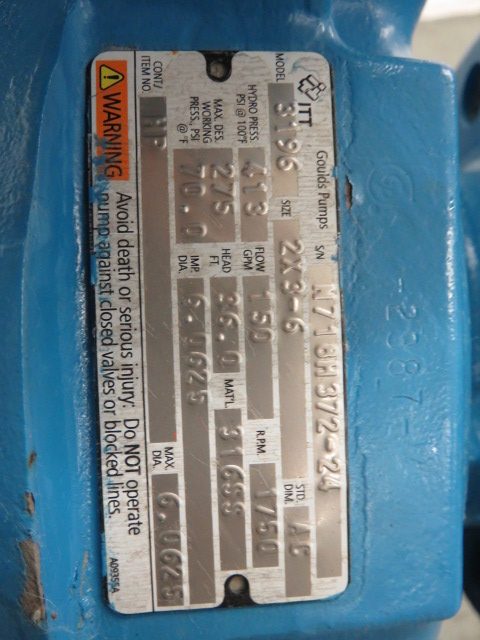 ITT Goulds Pumps S/N N718H372-24
MODEL 3196 SIZE 2X3-6 STD. DIM. AF
HYDRO PRESS. PSI @ 100°F 413 FLOW GPM 150 R.P.M. 1750
MAX. DES. WORKING PRESS., PSI 275 HEAD FT. 36.0 MAT'L. 316SS
@ °F 70.0 IMP. DIA. 6.0625 MAX. DIA. 6.0625
CONT/ ITEM NO.
WARNING Avoid death or serious injury: Do NOT operate
pump against closed valves or blocked lines.
A09355A